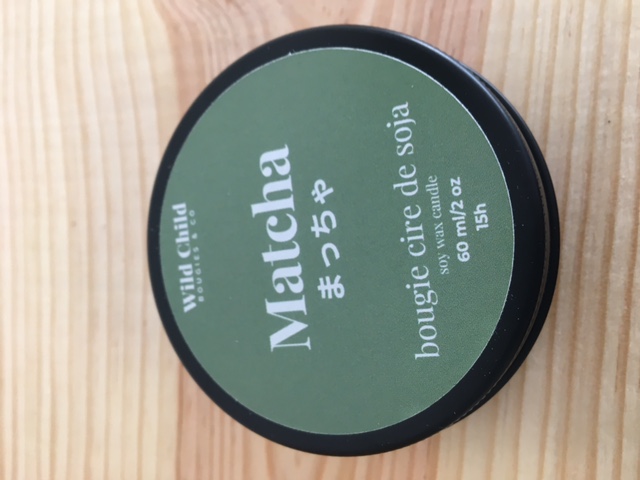 Wild Child
BOUGIES & CO
Matcha
まっちゃ
bougie cire de soja
soy wax candle
60 ml/2 oz
15h